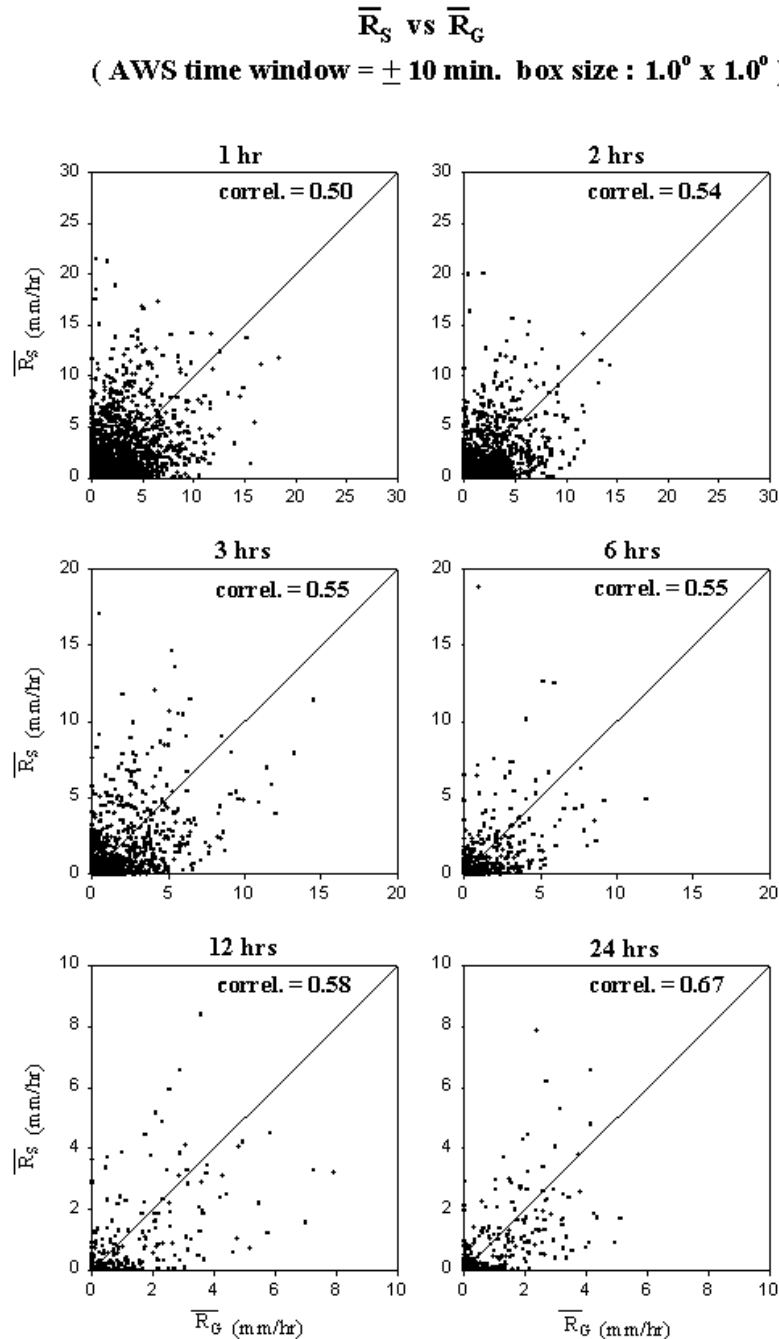 R̅S vs R̅G
( AWS time window = ± 10 min. box size : 1.0° x 1.0° )
1 hr
2 hrs
correl. = 0.50
correl. = 0.54
30
25
20
15
10
5
0
R̅S (mm/hr)
0 5 10 15 20 25 30
30
25
20
15
10
5
0
0 5 10 15 20 25 30
3 hrs
6 hrs
correl. = 0.55
correl. = 0.55
20
15
10
5
0
R̅S (mm/hr)
0 5 10 15 20
20
15
10
5
0
0 5 10 15 20
12 hrs
24 hrs
correl. = 0.58
correl. = 0.67
10
8
6
4
2
0
R̅S (mm/hr)
0 2 4 6 8 10
10
8
6
4
2
0
0 2 4 6 8 10
R̅G (mm/hr)
R̅G (mm/hr)